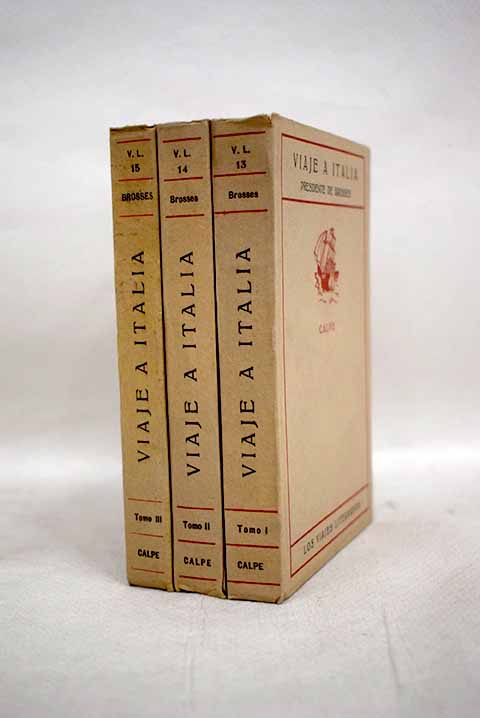 V. L.
15
BROSSES
VIAJE A ITALIA
Tomo III
CALPE
V. L.
14
Brosses
VIAJE A ITALIA
Tomo II
CALPE
V. L.
13
Brosses
VIAJE A ITALIA
Tomo I
CALPE
VIAJE A ITALIA
PRESIDENTE DE BROSSES
CALPE
LOS VIAJES LITERARIOS